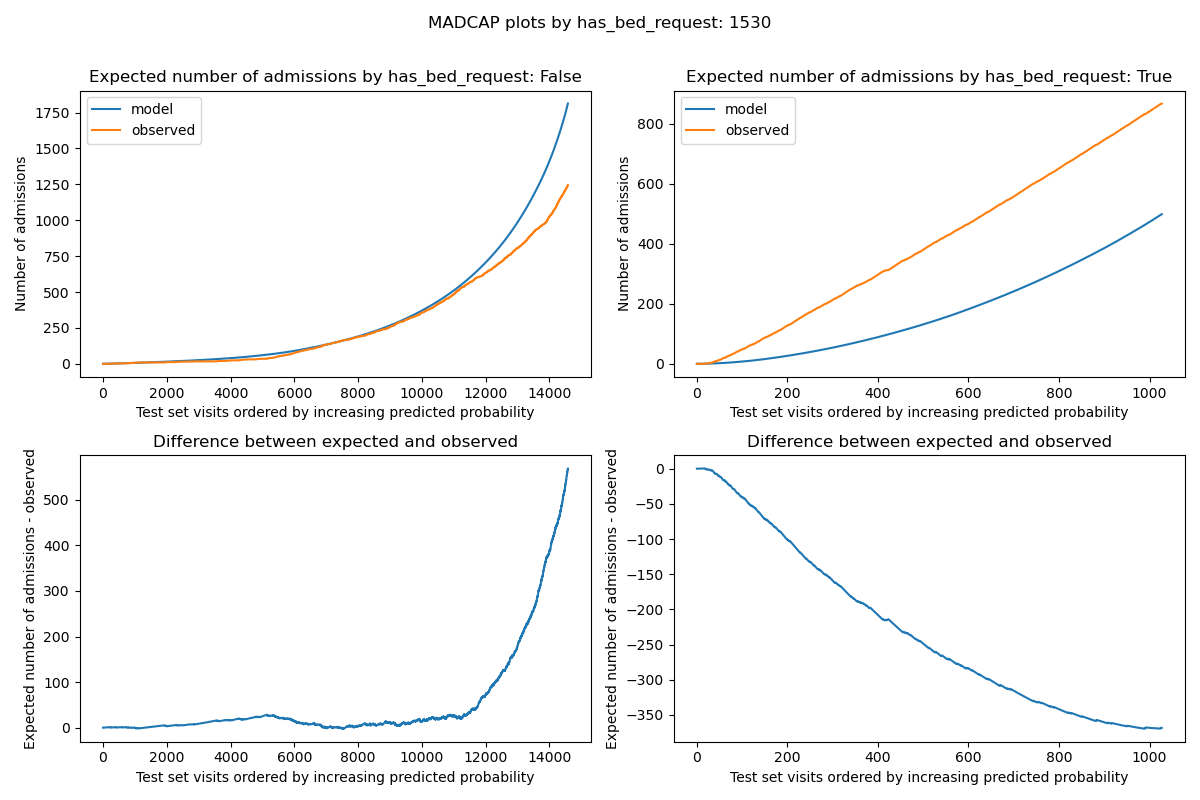 MADCAP plots by has_bed_request: 1530
Expected number of admissions by has_bed_request: False
model
observed
Number of admissions
1750
1500
1250
1000
750
500
250
0
0 2000 4000 6000 8000 10000 12000 14000
Test set visits ordered by increasing predicted probability
Expected number of admissions by has_bed_request: True
model
observed
Number of admissions
800
600
400
200
0
0 200 400 600 800 1000
Test set visits ordered by increasing predicted probability
Difference between expected and observed
Expected number of admissions - observed
500
400
300
200
100
0
0 2000 4000 6000 8000 10000 12000 14000
Test set visits ordered by increasing predicted probability
Difference between expected and observed
Expected number of admissions - observed
0
−50
−100
−150
−200
−250
−300
−350
0 200 400 600 800 1000
Test set visits ordered by increasing predicted probability